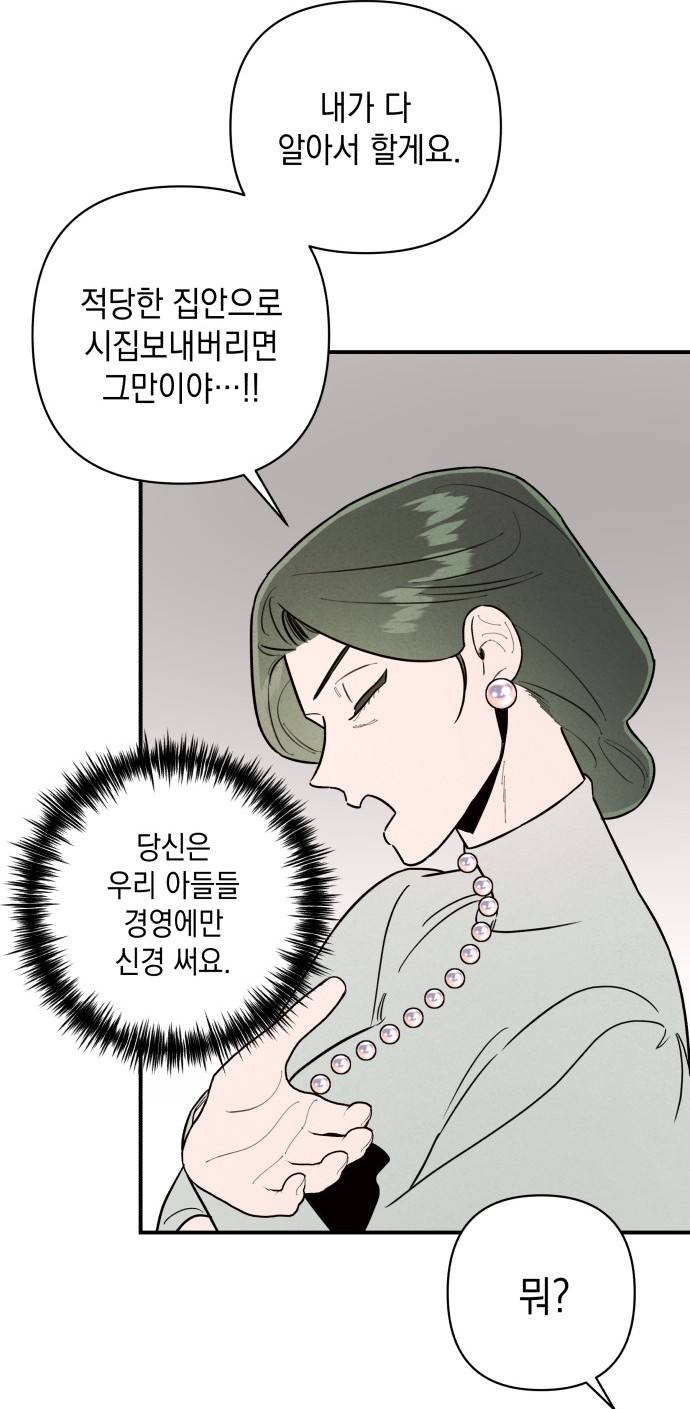 내가 다
알아서 할게요.
적당한 집안으로
시집보내버리면
그만이야…!!
당신은
우리 아들들
경영에만
신경 써요.
뭐?